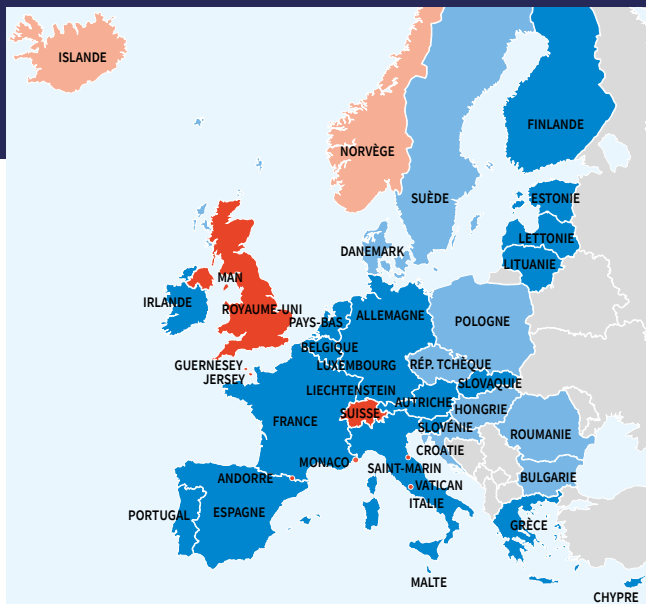 ISLANDE
FINLANDE
NORVÈGE
SUÈDE
ESTONIE
LETTONIE
DANEMARK
LITUANIE
MAN
IRLANDE
ROYAUME-UNI
ALLEMAGNE
PAYS-BAS
POLOGNE
BELGIQUE
GUERNESEY
LUXEMBOURG
RÉP. TCHÈQUE
JERSEY
SLOVAQUIE
LIECHTENSTEIN
AUTRICHE
SUISSE
HONGRIE
FRANCE
SLOVÉNIE
ROUMANIE
CROATIE
MONACO
SAINT-MARIN
ANDORRE
BULGARIE
VATICAN
ITALIE
PORTUGAL
ESPAGNE
GRÈCE
MALTE
CHYPRE